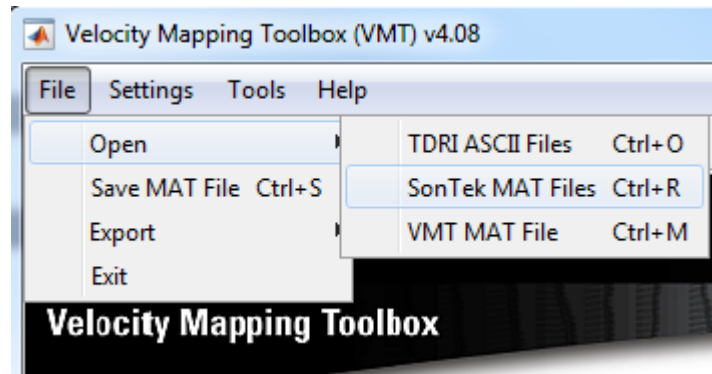 Velocity Mapping Toolbox (VMT) v4.08
File Settings Tools Help
Open
TDRI ASCII Files Ctrl+O
Save MAT File Ctrl+S
SonTek MAT Files Ctrl+R
Export
VMT MAT File Ctrl+M
Exit
Velocity Mapping Toolbox